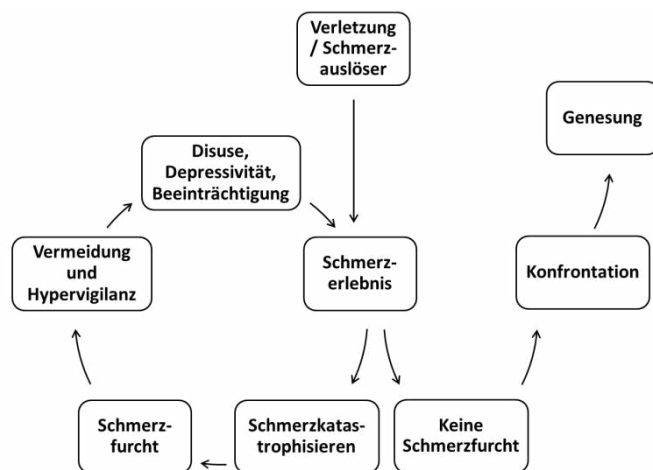 Verletzung
/ Schmerz-
auslöser
Genesung
Disuse,
Depressivität,
Beeinträchtigung
Vermeidung
und
Hypervigilanz
Schmerz-
erlebnis
Konfrontation
Schmerz-
furcht
Schmerzkatas-
trophisieren
Keine
Schmerzfurcht